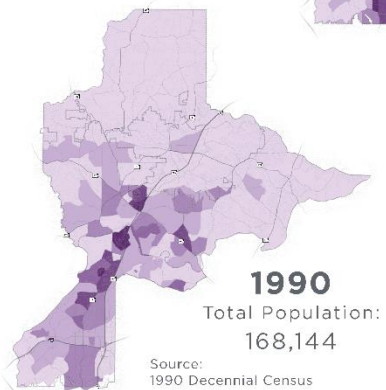 1990
Total Population:
168,144
Source:
1990 Decennial Census